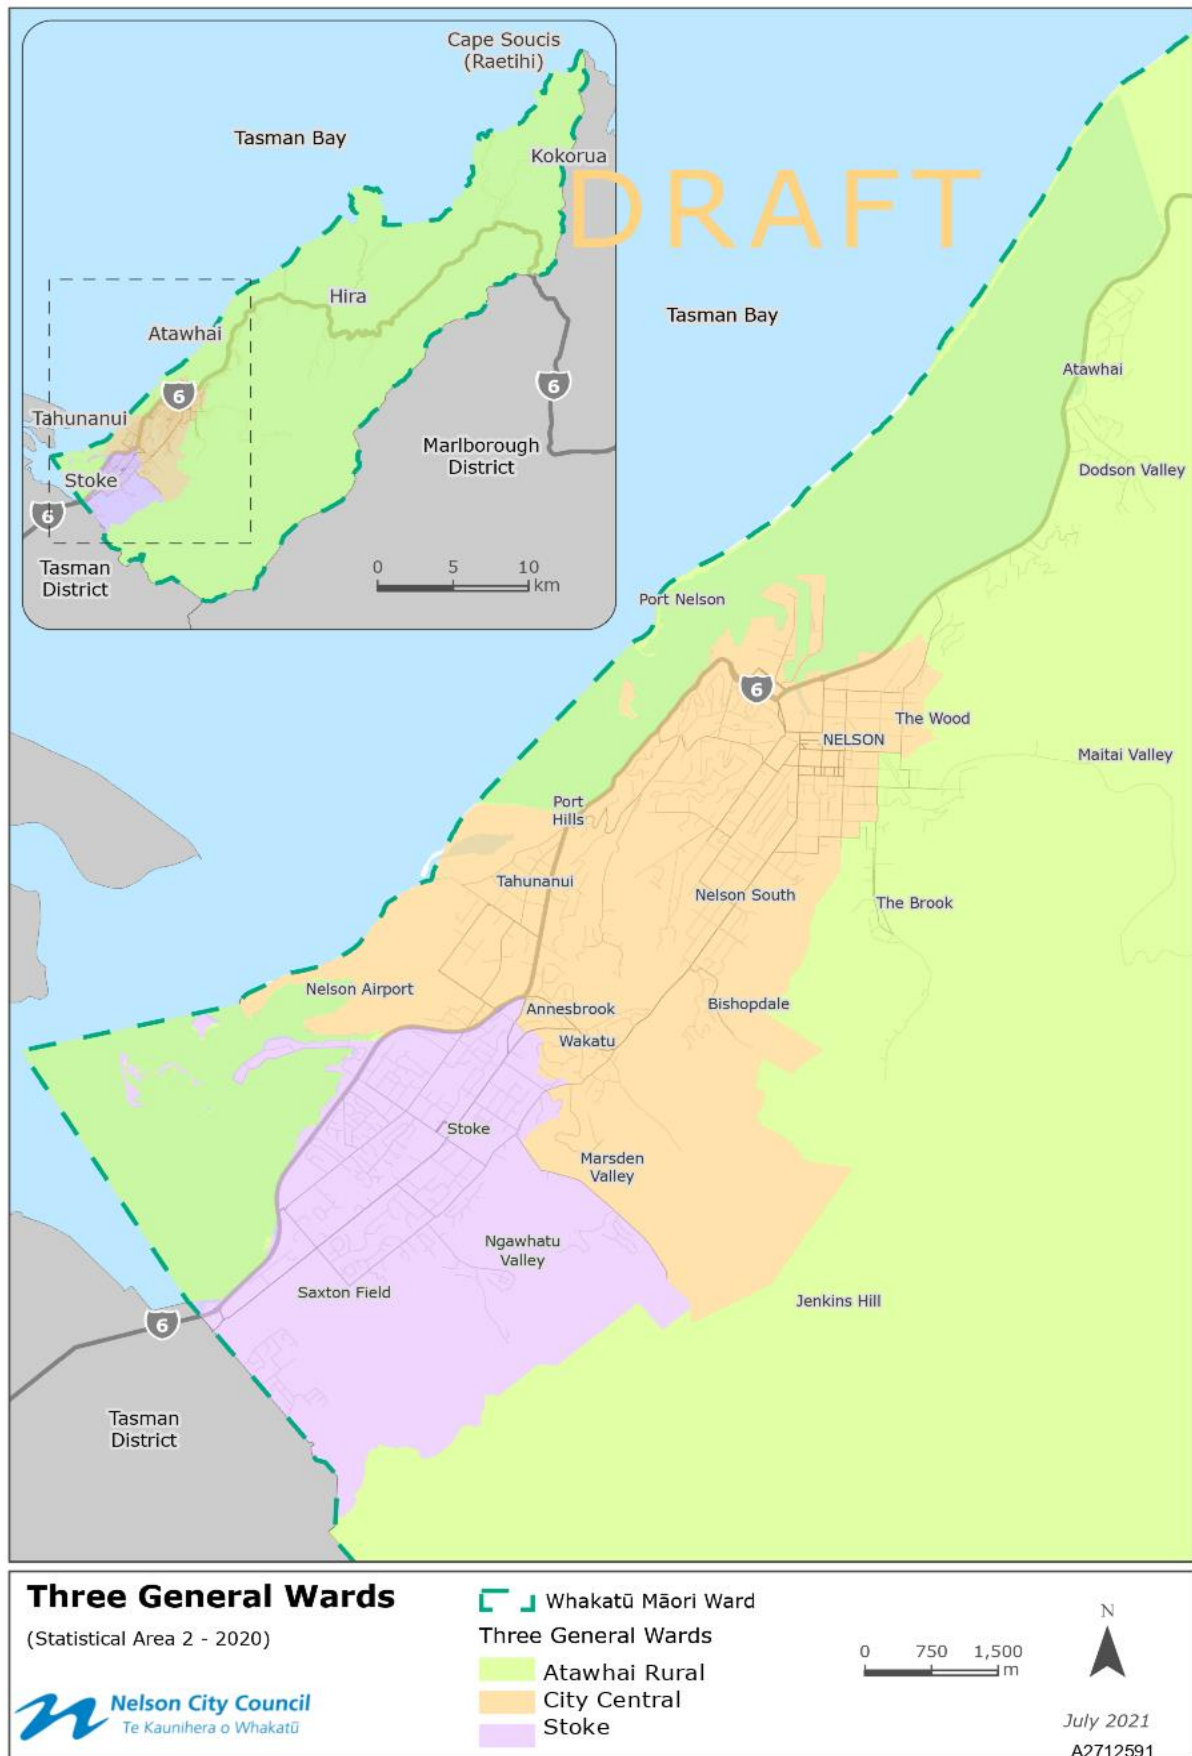 Cape Soucis
(Raetihi)
Tasman Bay
Kokorua
DRAFT
Hira
Tasman Bay
Atawhai
Atawhai
6
6
Tahunanui
Marlborough
District
Stoke
Dodson Valley
6
Tasman
District
0 5 10
km
Port Nelson
6
The Wood
NELSON
Maitai Valley
Port
Hills
Tahunanui
Nelson South
The Brook
Nelson Airport
Annesbrook
Bishopdale
Wakatu
Stoke
Marsden
Valley
Ngawhatu
Valley
Saxton Field
Jenkins Hill
6
Tasman
District
Three General Wards
(Statistical Area 2 - 2020)
Nelson City Council
Te Kaunihera o Whakatū
Whakatū Māori Ward
Three General Wards
Atawhai Rural
City Central
Stoke
0 750 1,500
m
N
July 2021
A2712591